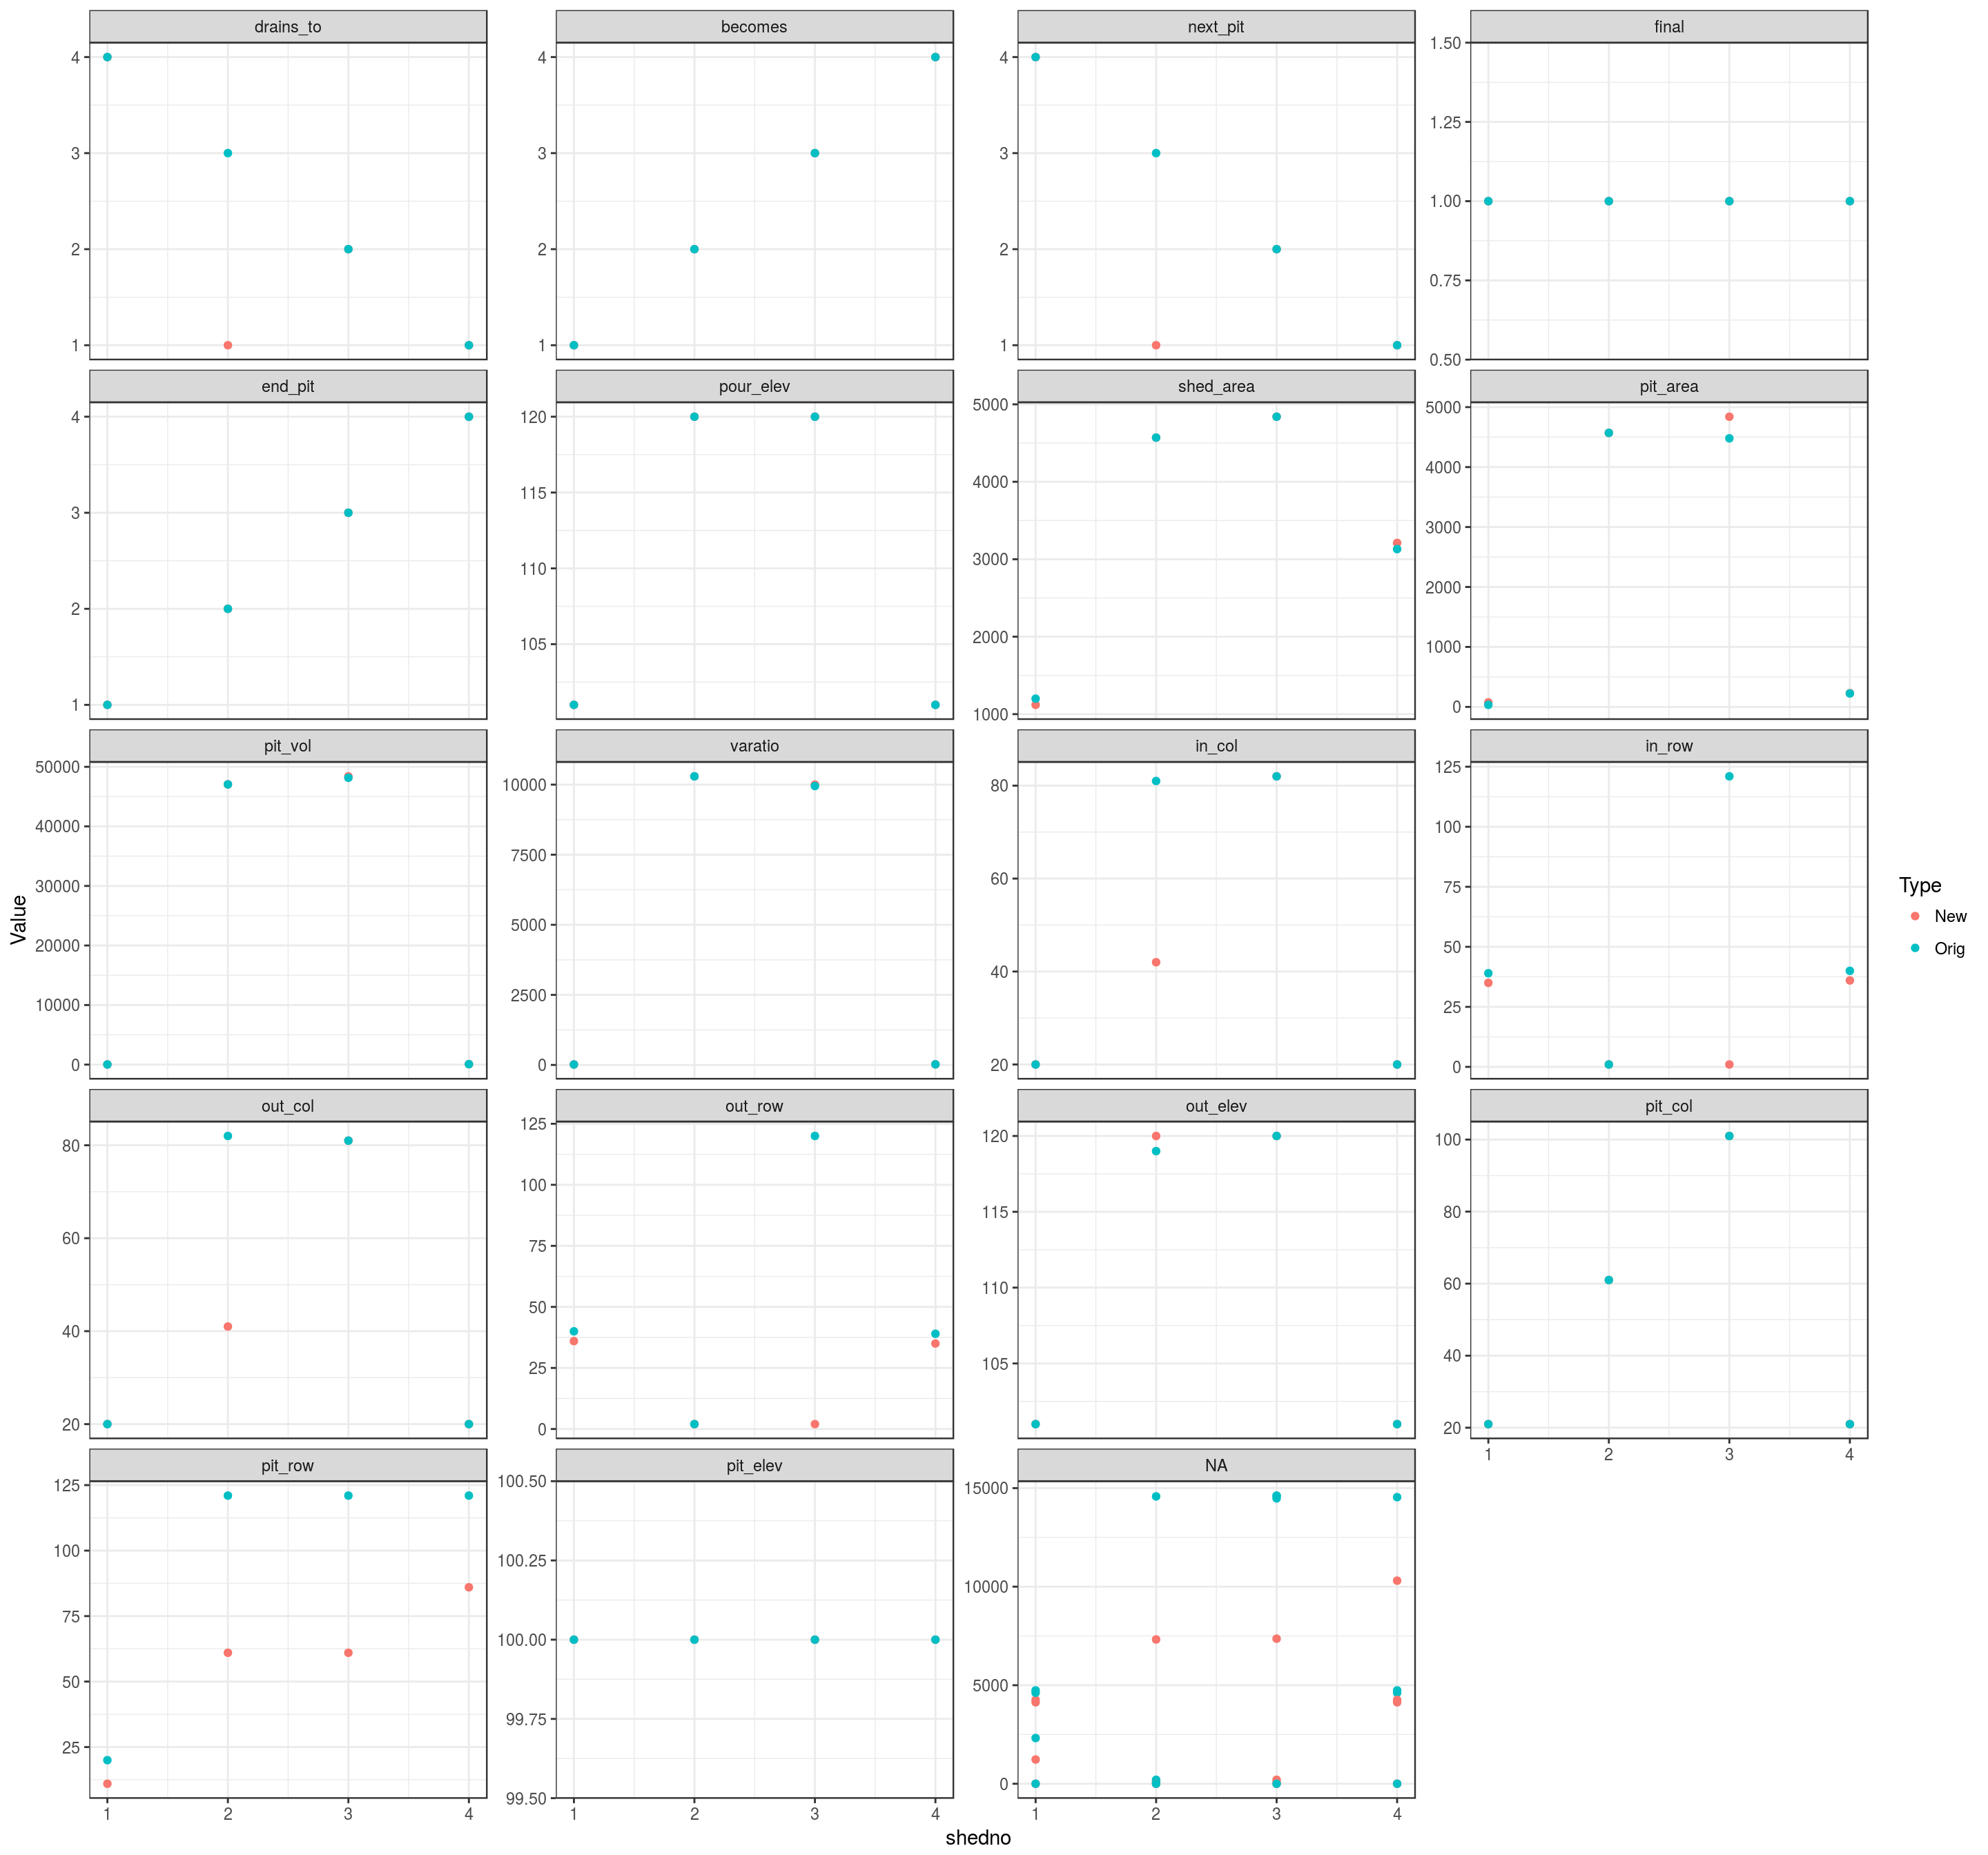 drains_to becomes next_pit final
4 4 4 1.50
3 3 3 1.25
1.00
2 2 2 0.75
1 1 1 0.50
end_pit pour_elev shed_area pit_area
4 120 5000 5000
3 115 4000 4000
110 3000 3000
2 105 2000 2000
1000
1 1000 0
pit_vol varatio in_col in_row
50000 10000 80 125
40000 7500 60 100
30000 75
20000 5000 40 50
10000 2500 25
0 0 20 0
Value
Type
New
Orig
out_col out_row out_elev pit_col
80 125 120 100
60 100 115 80
75 60
40 50 110 40
25 105
20 0 20
1 2 3 4
pit_row pit_elev NA
125 100.50 15000
100 100.25 10000
75 100.00
50 99.75 5000
25 99.50 0
1 2 3 4 1 2 3 4 1 2 3 4
shedno